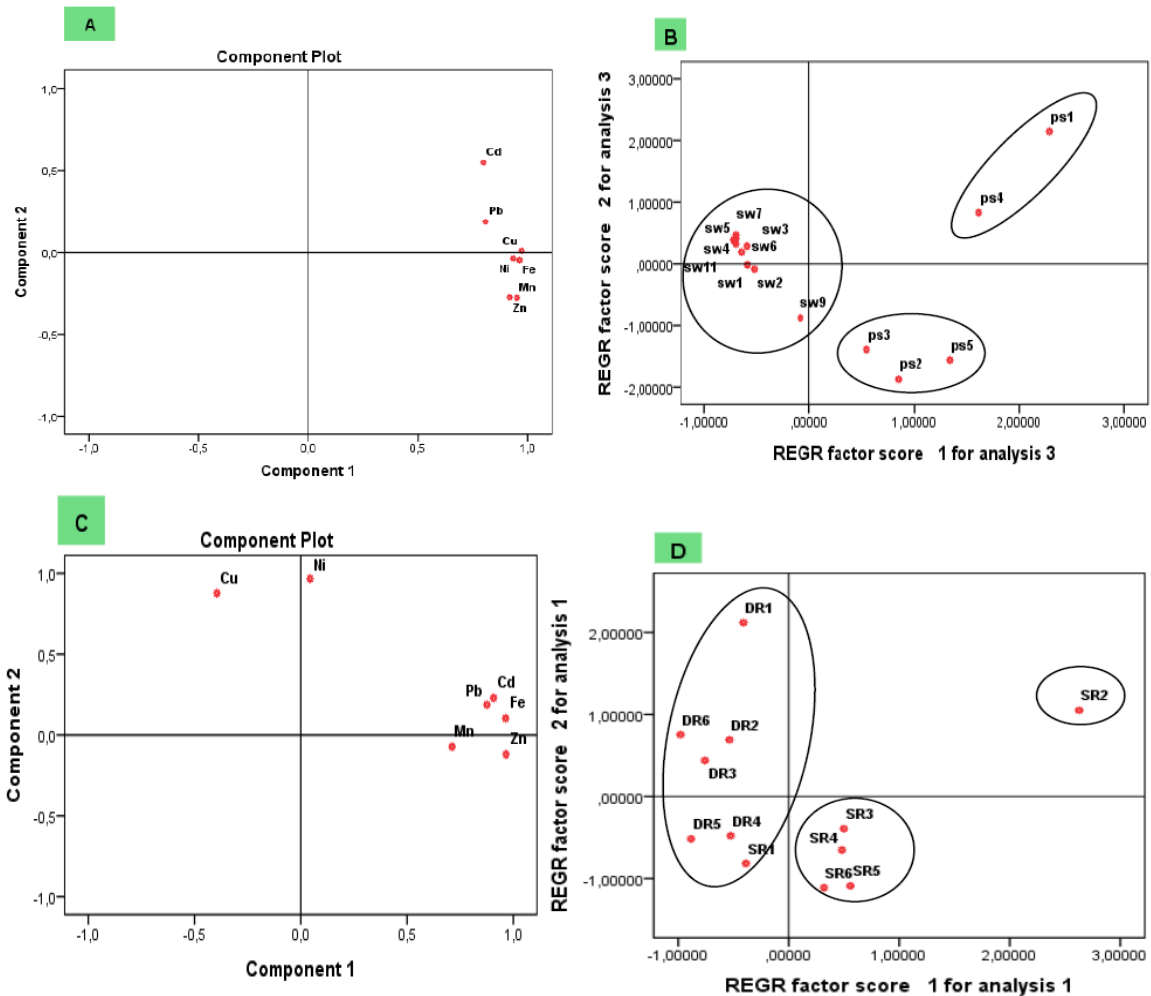 A
Component Plot
1,0
0,5
0,0
-0,5
-1,0
-1,0
-0,5
0,0
0,5
1,0
Component 2
Component 1
Cd
Pb
Cu
Ni
Fe
Mn
Zn
B
3,00000
2,00000
1,00000
,00000
-1,00000
-2,00000
-1,00000
,00000
1,00000
2,00000
3,00000
REGR factor score 2 for analysis 3
REGR factor score 1 for analysis 3
ps1
ps4
sw7
sw5
sw3
sw4
sw6
sw11
sw1
sw2
sw9
ps3
ps2
ps5
C
Component Plot
1,0
0,5
0,0
-0,5
-1,0
-1,0
-0,5
0,0
0,5
1,0
Component 2
Component 1
Cu
Ni
Cd
Pb
Fe
Mn
Zn
D
2,00000
1,00000
,00000
-1,00000
-1,00000
,00000
1,00000
2,00000
3,00000
REGR factor score 2 for analysis 1
REGR factor score 1 for analysis 1
DR1
SR2
DR6
DR2
DR3
DR5
DR4
SR1
SR3
SR4
SR6
SR5